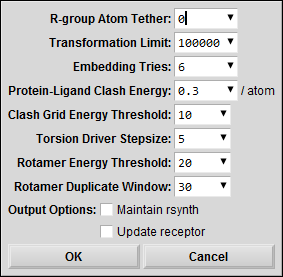 R-group Atom Tether: 0
Transformation Limit: 100000
Embedding Tries: 6
Protein-Ligand Clash Energy: 0.3 / atom
Clash Grid Energy Threshold: 10
Torsion Driver Stepsize: 5
Rotamer Energy Threshold: 20
Rotamer Duplicate Window: 30
Output Options: Maintain rsynth
Update receptor
OK Cancel